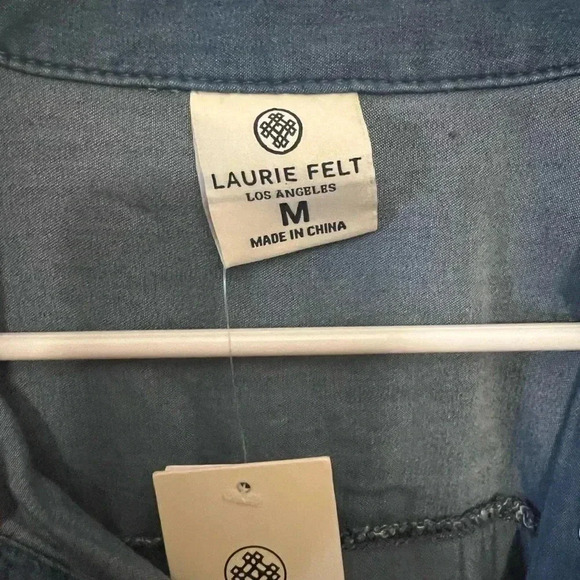 LAURIE FELT
LOS ANGELES
M
MADE IN CHINA